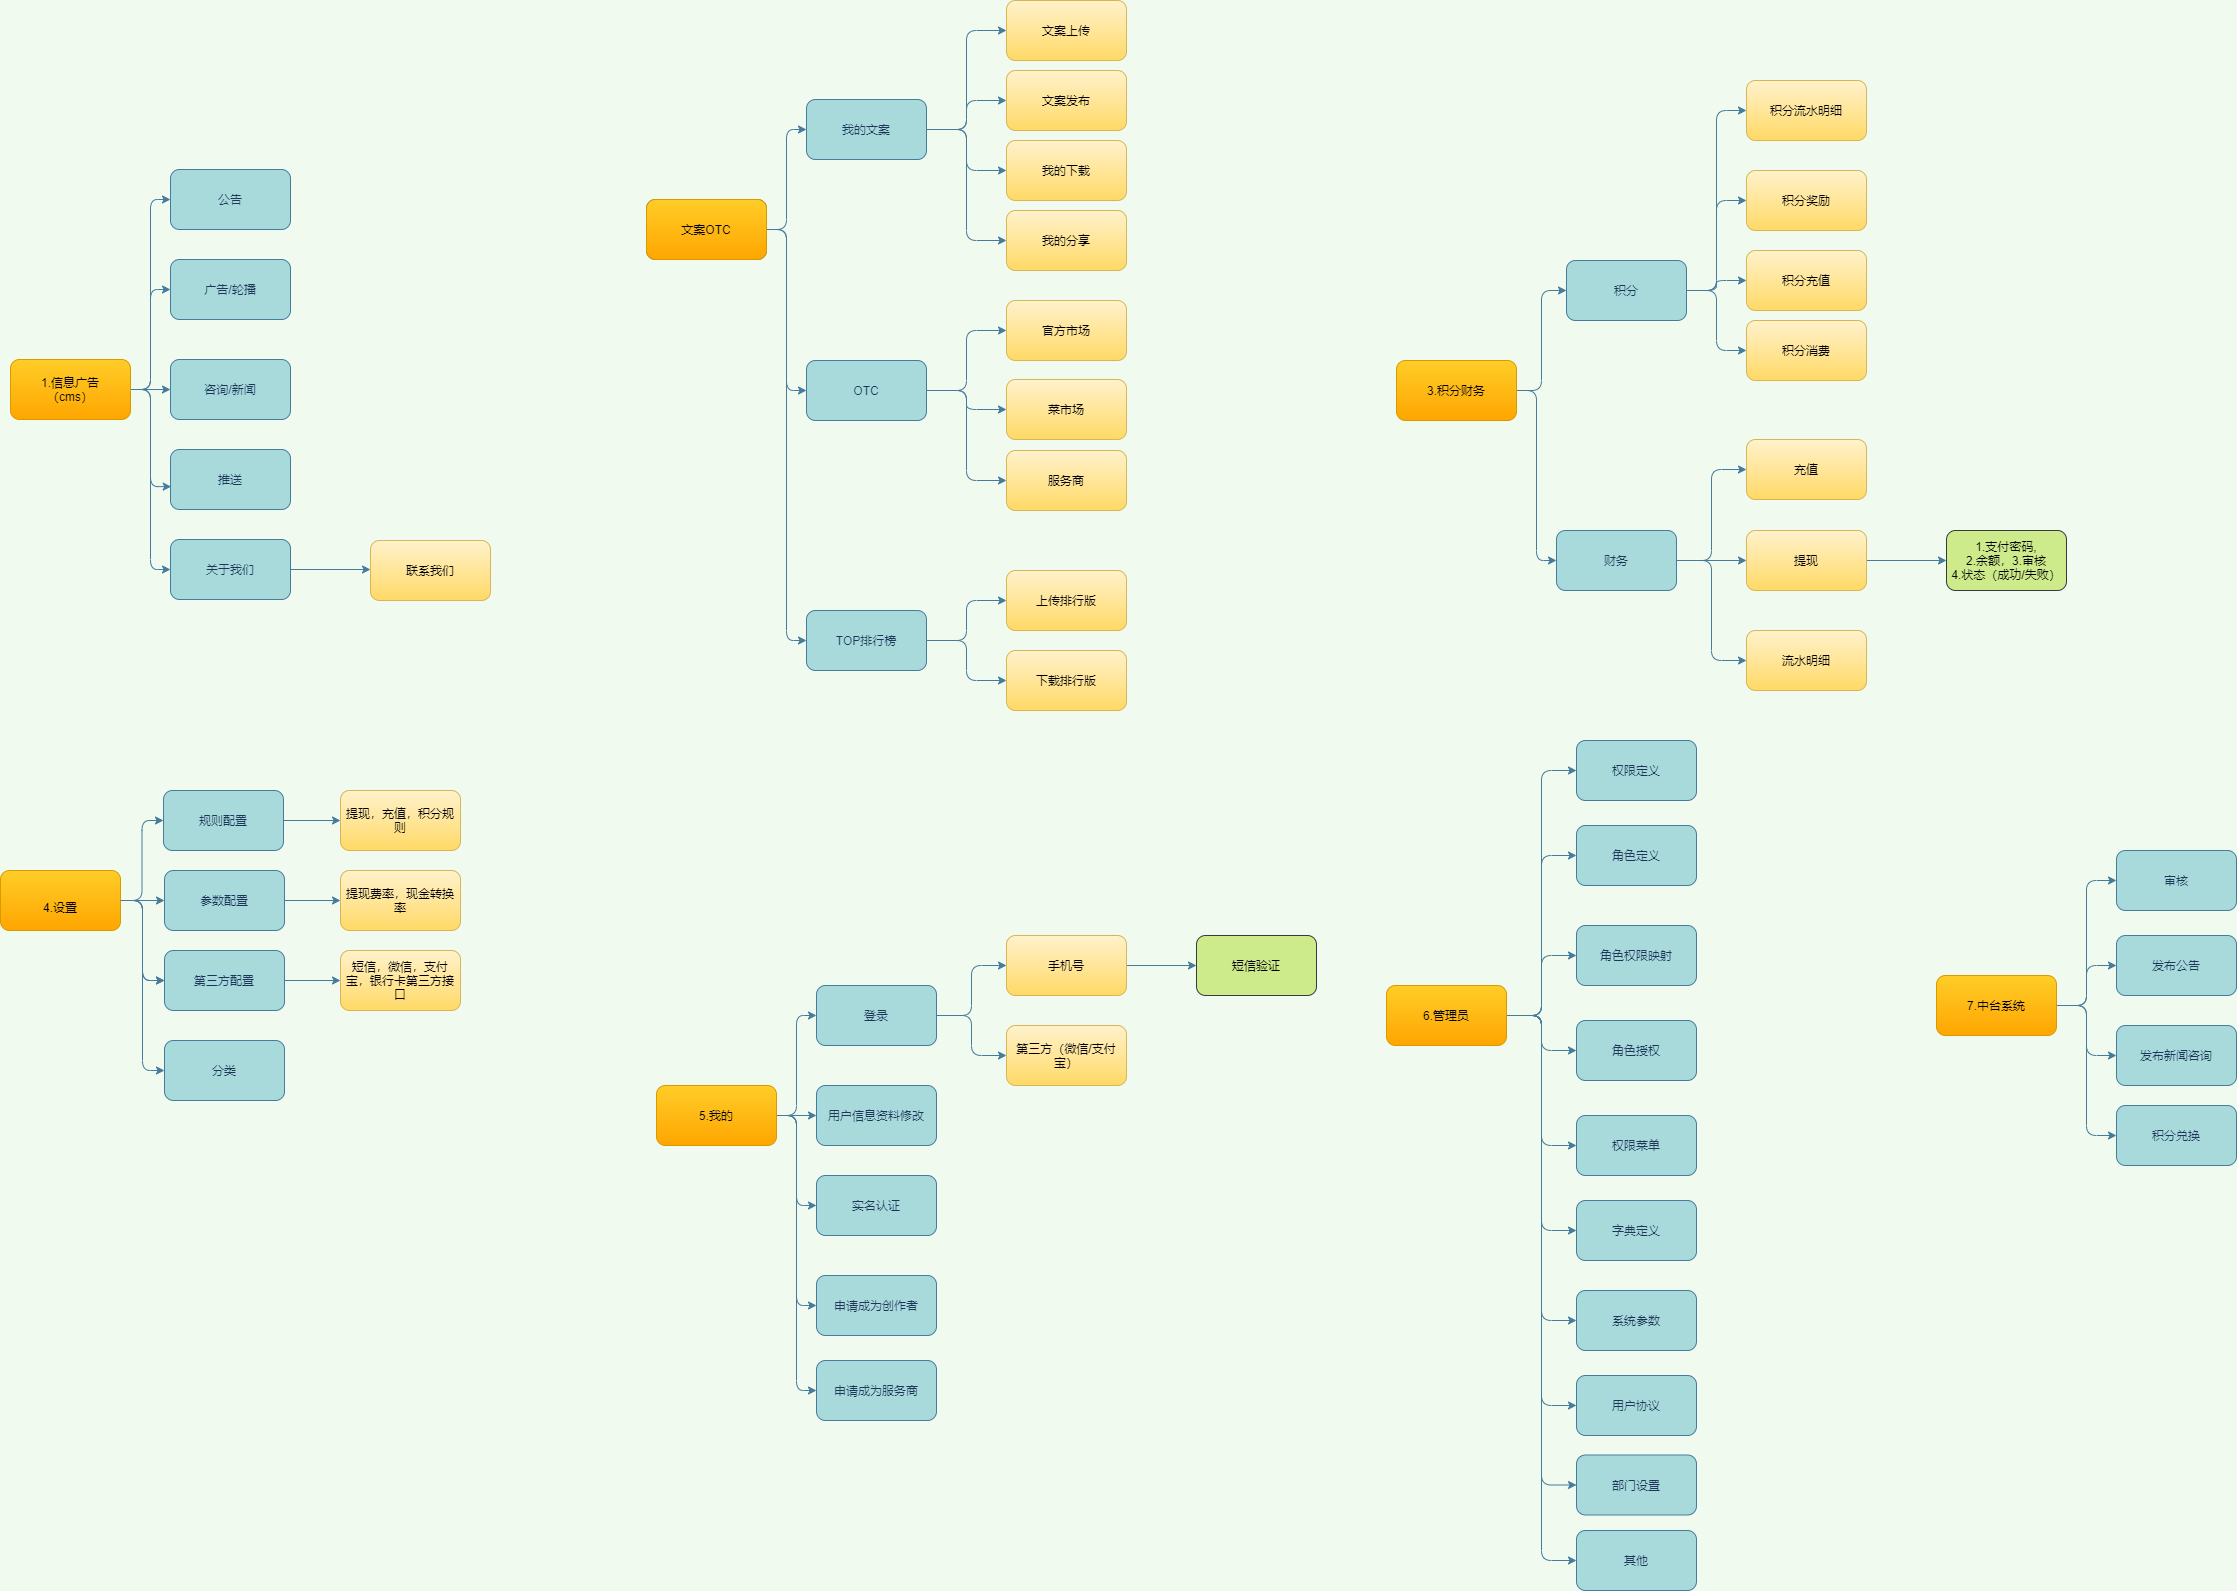 1.信息广告
（cms）
公告
广告/轮播
咨询/新闻
推送
关于我们
联系我们
文案OTC
我的文案
文案上传
文案发布
我的下载
我的分享
OTC
官方市场
菜市场
服务商
TOP排行榜
上传排行版
下载排行版
3.积分财务
积分
积分流水明细
积分奖励
积分充值
积分消费
财务
充值
提现
1.支付密码,
2.余额，3.审核
4.状态（成功/失败）
流水明细
4.设置
规则配置
提现，充值，积分规
则
参数配置
提现费率，现金转换
率
第三方配置
短信，微信，支付
宝，银行卡第三方接
口
分类
5.我的
登录
手机号
短信验证
第三方（微信/支付
宝）
用户信息资料修改
实名认证
申请成为创作者
申请成为服务商
6.管理员
权限定义
角色定义
角色权限映射
角色授权
权限菜单
字典定义
系统参数
用户协议
部门设置
其他
7.中台系统
审核
发布公告
发布新闻咨询
积分兑换